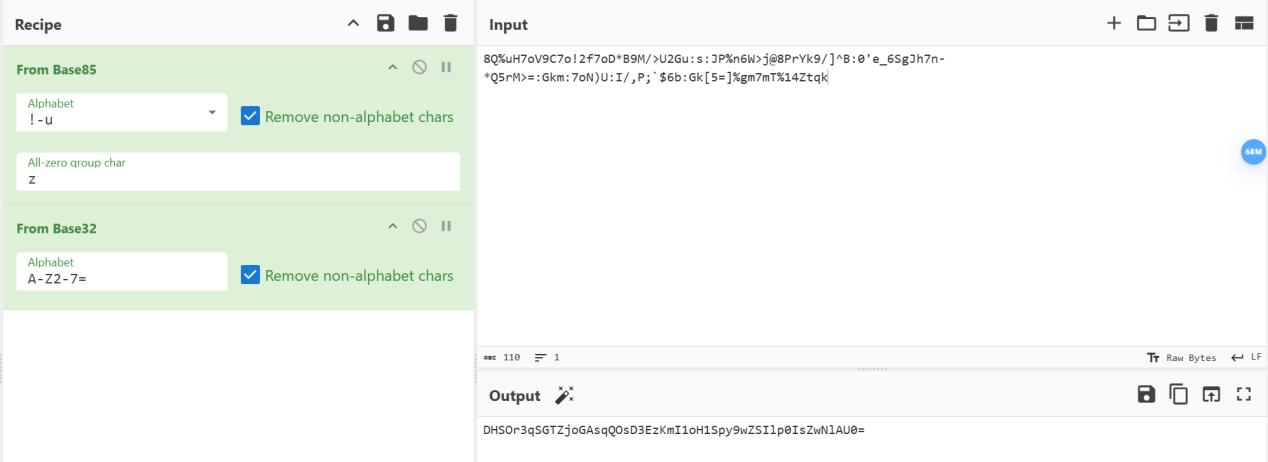 Recipe
From Base85
Alphabet
!-u
Remove non-alphabet chars
All-zero group char
z
From Base32
Alphabet
A-Z2-7=
Remove non-alphabet chars
Input
8Q%uH7oV9C7o!2f7oD*B9M/>U2Gu:s:JP%n6W>j@8PrYk9/]^B:0'e_6SgJh7n-
*Q5rM>=:Gkm:7oN)U:I/,P;`$6b:Gk[5=]%gm7mT%14Ztqk
68M
ABC 110 1
Tт Raw Bytes LF
Output
DHSOr3qSGTZjoGAsqQOsD3EzKmI1oH1Spy9wZSIlp0IsZwNlAU0=